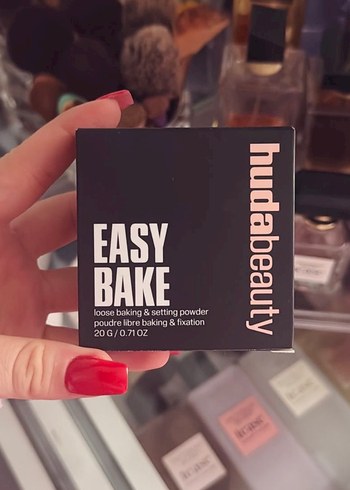 EASY
BAKE
loose baking & setting powder
poudre libre baking & fixation
20 G / 0.71 OZ
hudabeauty